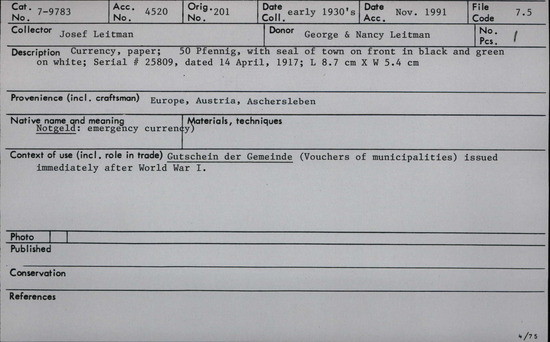 Cat. No. 7-9783 Acc. No. 4520 Orig. No. 201 Date Coll. early 1930's Date Acc. Nov. 1991 File Code 7.5
Collector Josef Leitman Donor George & Nancy Leitman No. Pcs. 1
Description Currency, paper; 50 Pfennig, with seal of town on front in black and green
on white; Serial # 25809, dated 14 April, 1917; L 8.7 cm X W 5.4 cm
Provenience (incl. craftsman) Europe, Austria, Aschersleben
Native name and meaning Materials, techniques
Notgeld: emergency currency)
Context of use (incl. role in trade) Gutschein der Gemeinde (Vouchers of municipalities) issued
immediately after World War I.
Photo
Published
Conservation
References
4/75